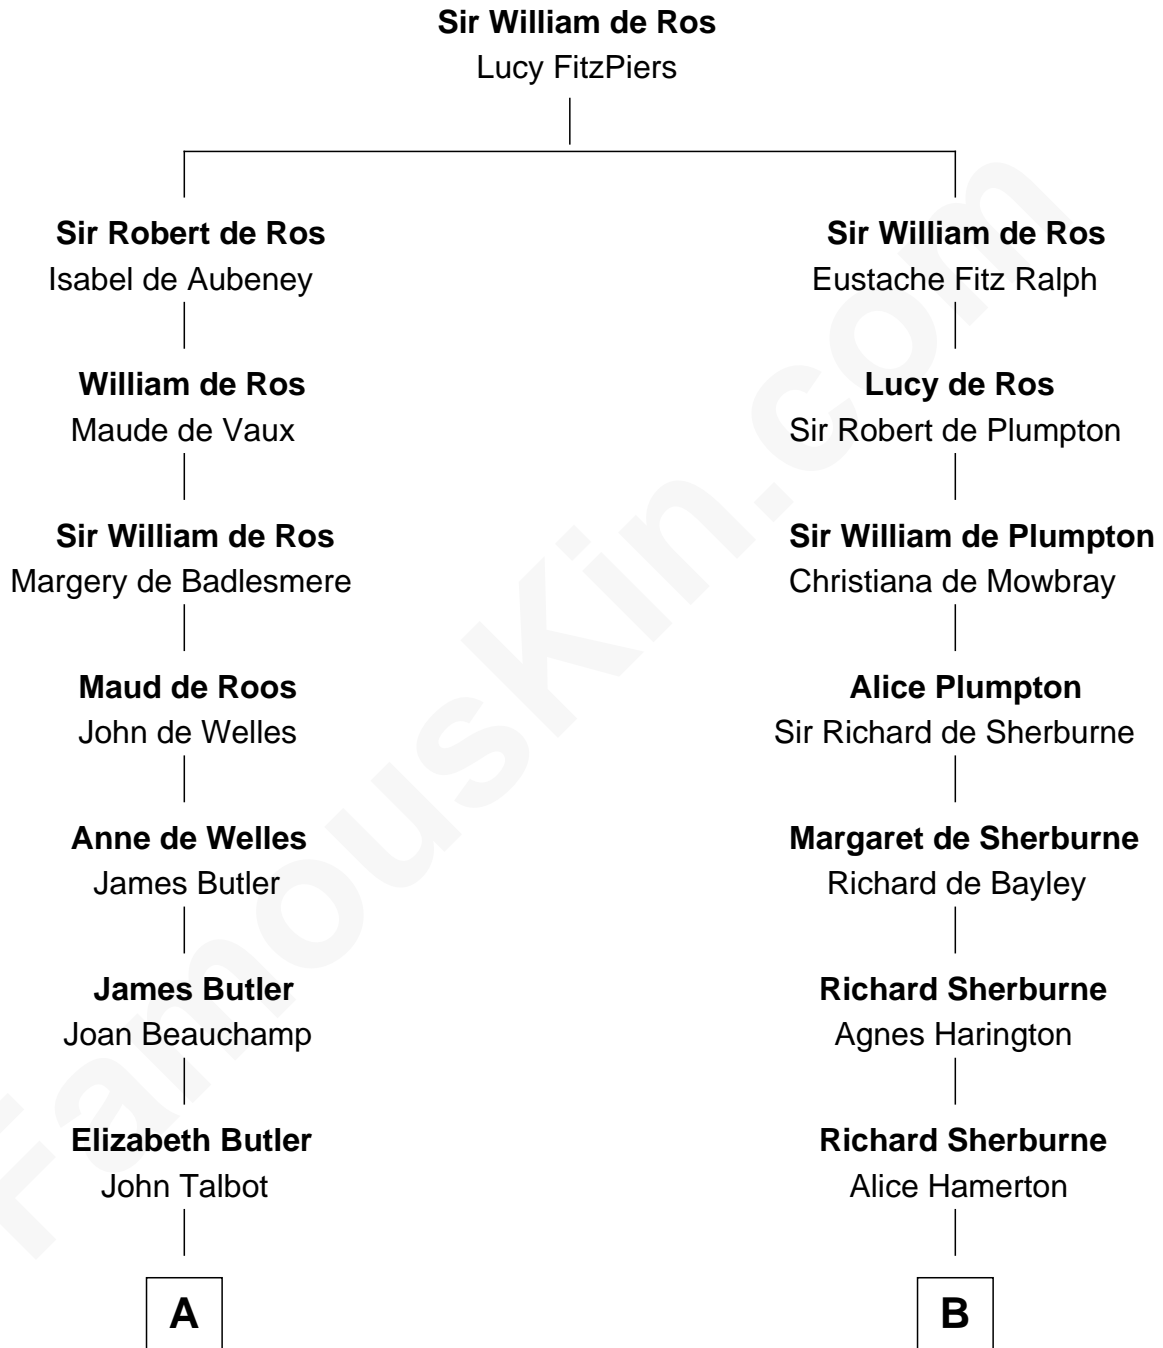 Sir William de Ros
Lucy FitzPiers
Sir Robert de Ros
Isabel de Aubeney
Sir William de Ros
Eustache Fitz Ralph
William de Ros
Maude de Vaux
Lucy de Ros
Sir Robert de Plumpton
Sir William de Ros
Margery de Badlesmere
Sir William de Plumpton
Christiana de Mowbray
Maud de Roos
John de Welles
Alice Plumpton
Sir Richard de Sherburne
Anne de Welles
James Butler
Margaret de Sherburne
Richard de Bayley
James Butler
Joan Beauchamp
Richard Sherburne
Agnes Harington
Elizabeth Butler
John Talbot
Richard Sherburne
Alice Hamerton
A
B
FamousKin.com